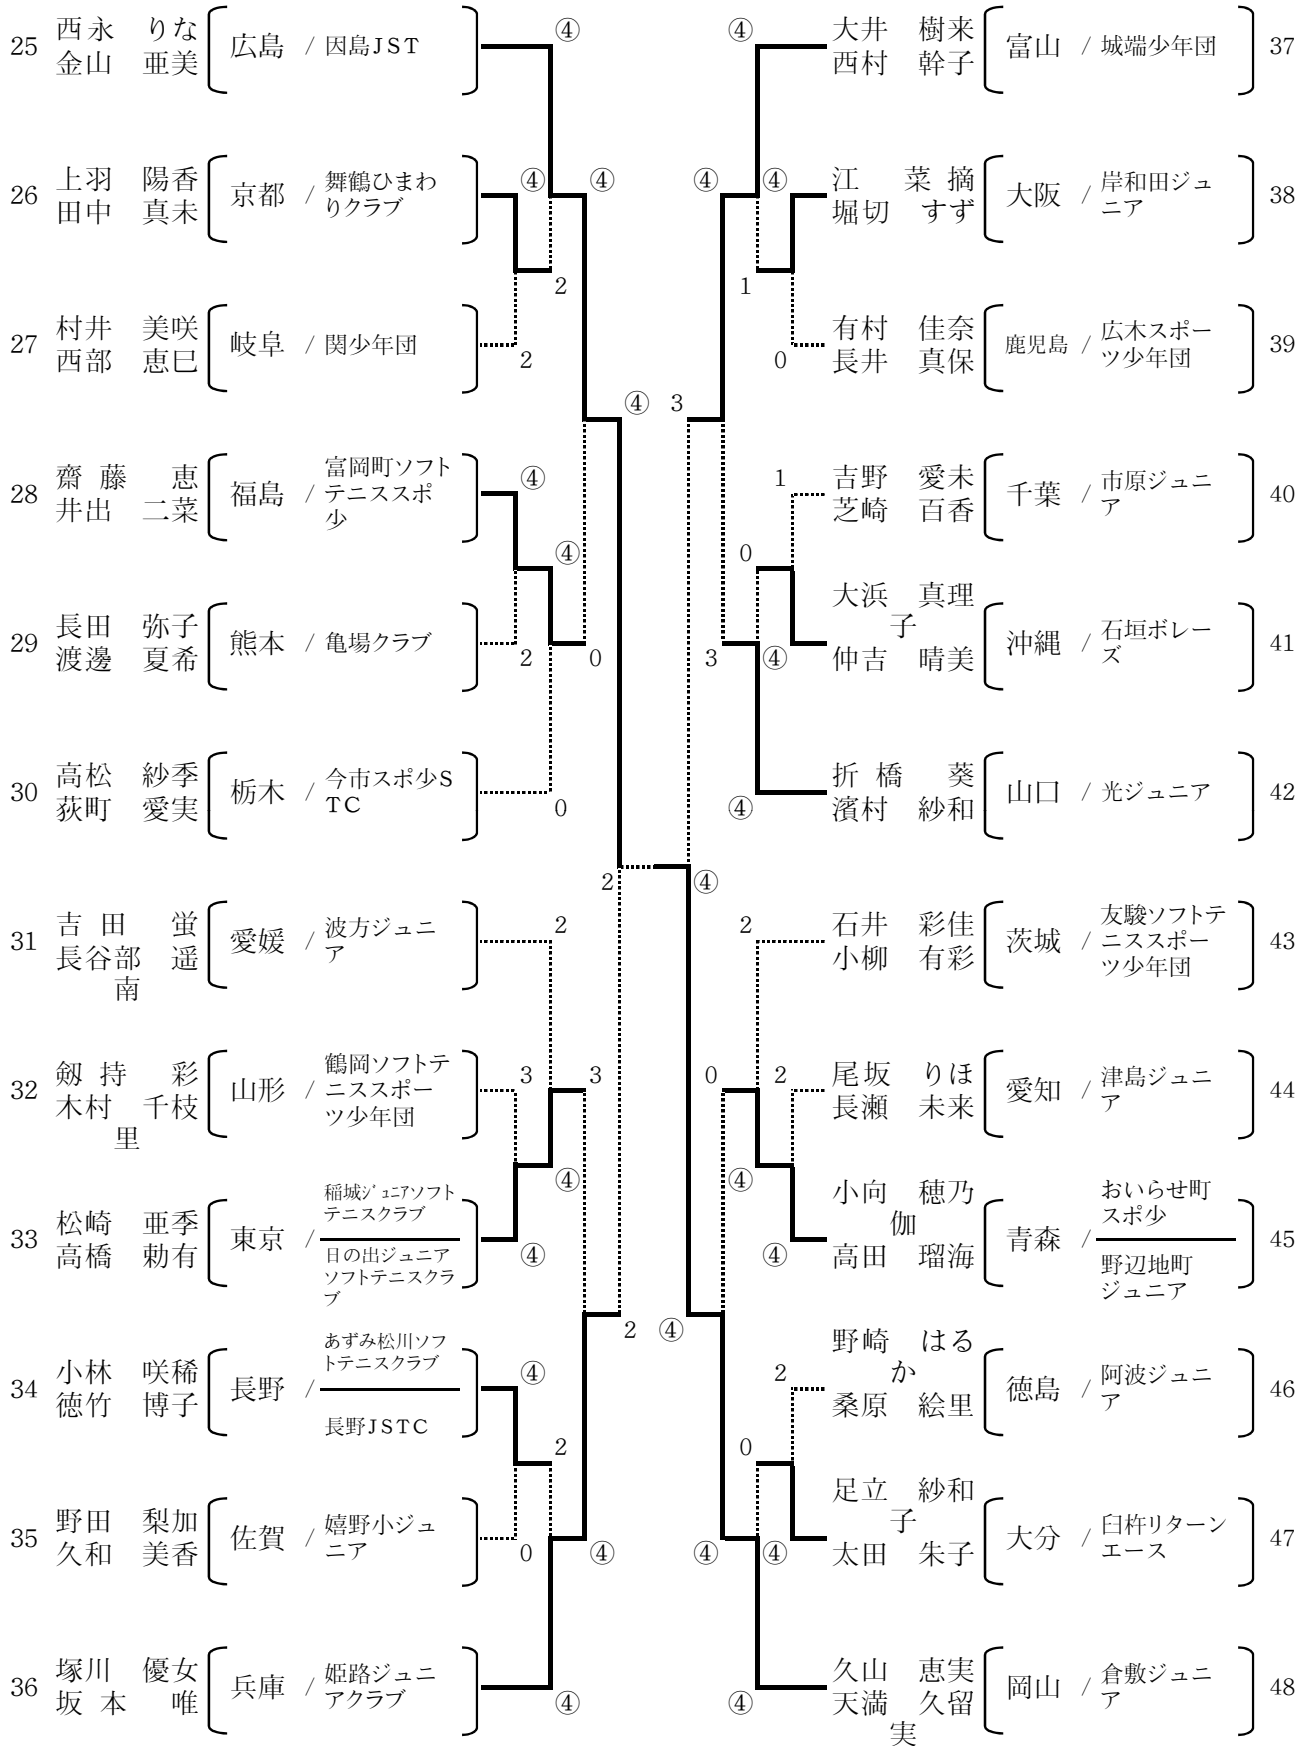 25 西永 りな 広島 / 因島JST
金山 亜美
④
26 上羽 陽香 京都 / 舞鶴ひまわ
田中 真未 りクラブ
④ ④
2
27 村井 美咲 岐阜 / 関少年団
西部 恵巳
2
④
28 齋藤 恵 福島 / 富岡町ソフト
井出 二菜 テニススポ
少
④
④
29 長田 弥子 熊本 / 亀場クラブ
渡邊 夏希
2 0
30 高松 紗季 栃木 / 今市スポ少S
荻町 愛実 TC
0
2
31 吉田 蛍 愛媛 / 波方ジュニ
長谷部 遥 ア
南
2
32 剱持 彩 山形 / 鶴岡ソフトテ
木村 千枝 ニススポー
里 ツ少年団
3 3
④
33 松崎 亜季 東京 / 稲城ジュニアソフト
高橋 勅有 テニスクラブ
日の出ジュニア
ソフトテニスクラ
ブ
④
2
34 小林 咲稀 長野 / あずみ松川ソフ
徳竹 博子 トテニスクラブ
長野JSTC
④
2
35 野田 梨加 佐賀 / 嬉野小ジュ
久和 美香 ニア
0 ④
36 塚川 優女 兵庫 / 姫路ジュニ
坂本 唯 アクラブ
④
④
大井 樹来 富山 / 城端少年団 37
西村 幹子
④ ④
江 菜摘 大阪 / 岸和田ジュ 38
堀切 すず ニア
1
有村 佳奈 鹿児島 / 広木スポー 39
長井 真保 ツ少年団
0
3
1
吉野 愛未 千葉 / 市原ジュニ 40
芝崎 百香 ア
0
大浜 真理 沖縄 / 石垣ボレー 41
子 ズ
仲吉 晴美
3 ④
折橋 葵 山口 / 光ジュニア 42
濱村 紗和
④
④
2
石井 彩佳 茨城 / 友駿ソフトテ 43
小柳 有彩 ニススポー
ツ少年団
0 2
尾坂 りほ 愛知 / 津島ジュニ 44
長瀬 未来 ア
④
小向 穂乃 青森 / おいらせ町 45
伽 スポ少
高田 瑠海 野辺地町
ジュニア
④
④
2
野崎 はる 徳島 / 阿波ジュニ 46
か ア
桑原 絵里
0
足立 紗和 大分 / 臼杵リターン 47
子 エース
太田 朱子
④ ④
久山 恵実 岡山 / 倉敷ジュニ 48
天満 久留 ア
実
④